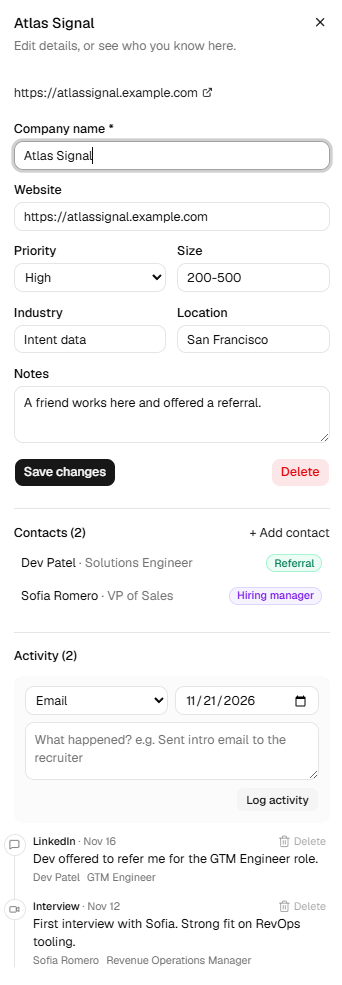 Atlas Signal
Edit details, or see who you know here.
https://atlassignal.example.com
Company name *
Atlas Signal
Website
https://atlassignal.example.com
Priority Size
High 200-500
Industry Location
Intent data San Francisco
Notes
A friend works here and offered a referral.
Save changes Delete
Contacts (2) + Add contact
Dev Patel · Solutions Engineer Referral
Sofia Romero · VP of Sales Hiring manager
Activity (2)
Email 11/21/2026
What happened? e.g. Sent intro email to the
recruiter
Log activity
LinkedIn · Nov 16 Delete
Dev offered to refer me for the GTM Engineer role.
Dev Patel GTM Engineer
Interview · Nov 12 Delete
First interview with Sofia. Strong fit on RevOps
tooling.
Sofia Romero Revenue Operations Manager